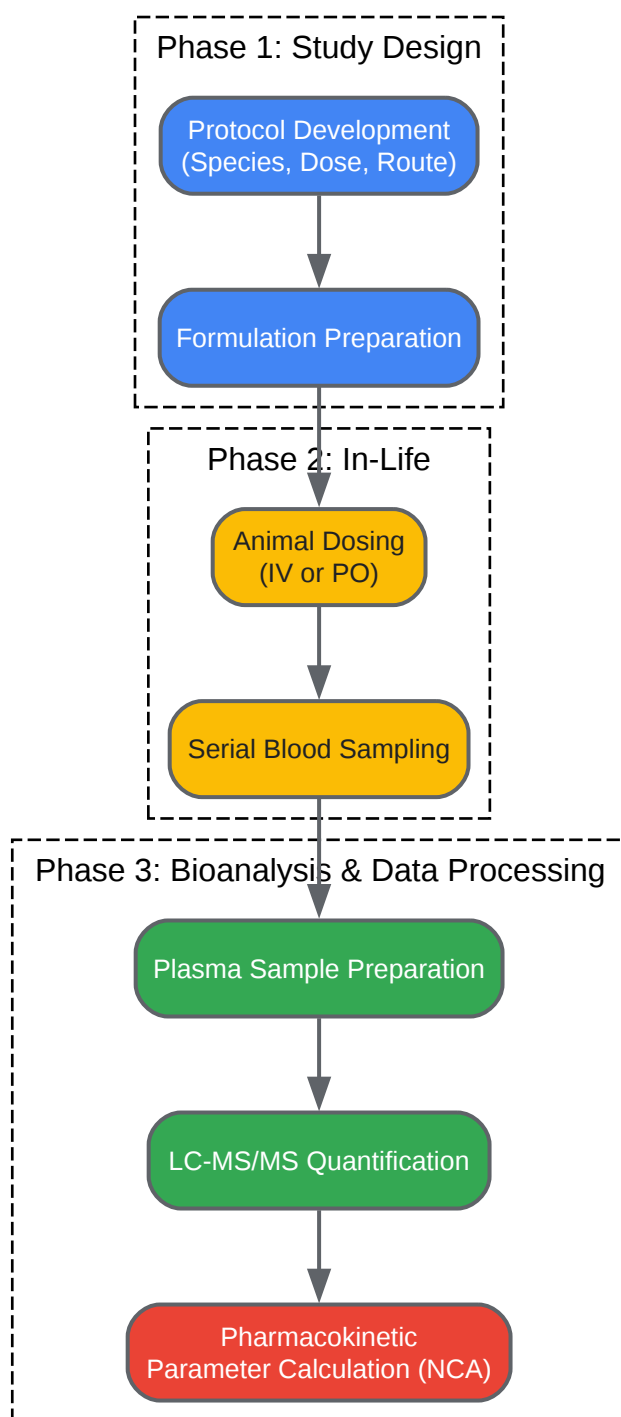 Phase 1: Study Design
Protocol Development
(Species, Dose, Route)
Formulation Preparation
Phase 2: In-Life
Animal Dosing
(IV or PO)
Serial Blood Sampling
Phase 3: Bioanalysis & Data Processing
Plasma Sample Preparation
LC-MS/MS Quantification
Pharmacokinetic
Parameter Calculation (NCA)